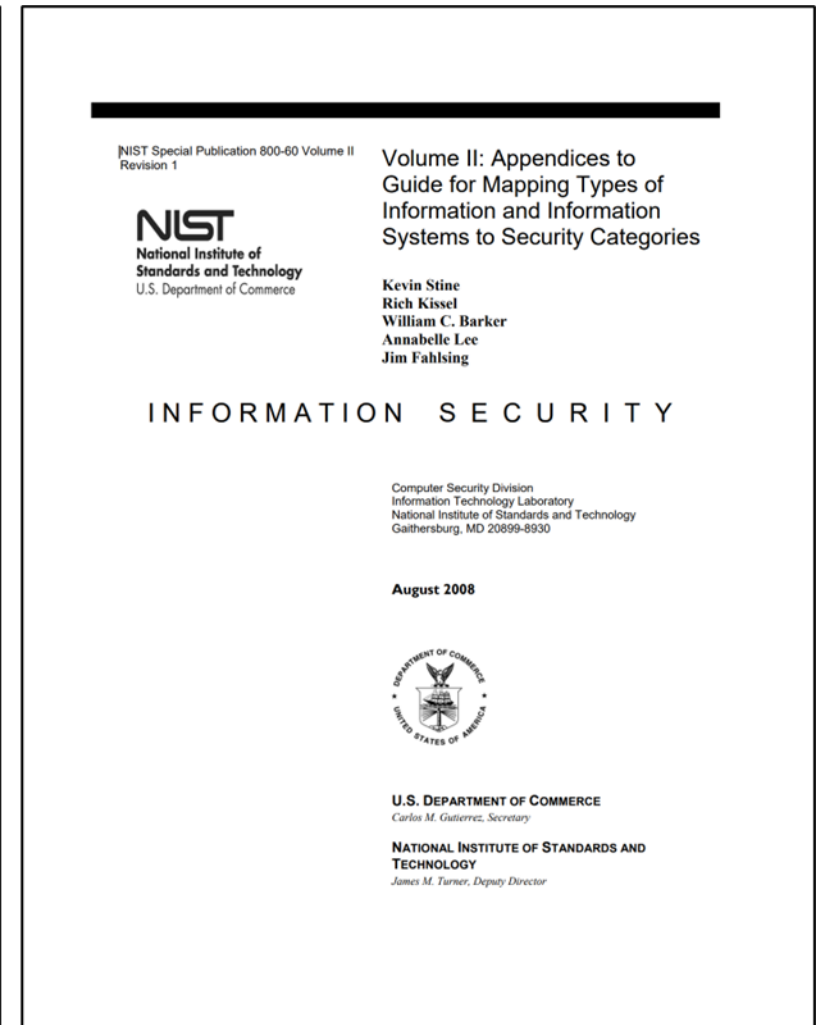 NIST Special Publication 800-60 Volume II
Revision 1
NIST
National Institute of
Standards and Technology
U.S. Department of Commerce
Volume II: Appendices to
Guide for Mapping Types of
Information and Information
Systems to Security Categories
Kevin Stine
Rich Kissel
William C. Barker
Annabelle Lee
Jim Fahlsing
INFORMATION SECURITY
Computer Security Division
Information Technology Laboratory
National Institute of Standards and Technology
Gaithersburg, MD 20899-8930
August 2008
DEPARTMENT OF COMMERCE
UNITED STATES OF AMERICA
U.S. DEPARTMENT OF COMMERCE
Carlos M. Gutierrez, Secretary
NATIONAL INSTITUTE OF STANDARDS AND
TECHNOLOGY
James M. Turner, Deputy Director